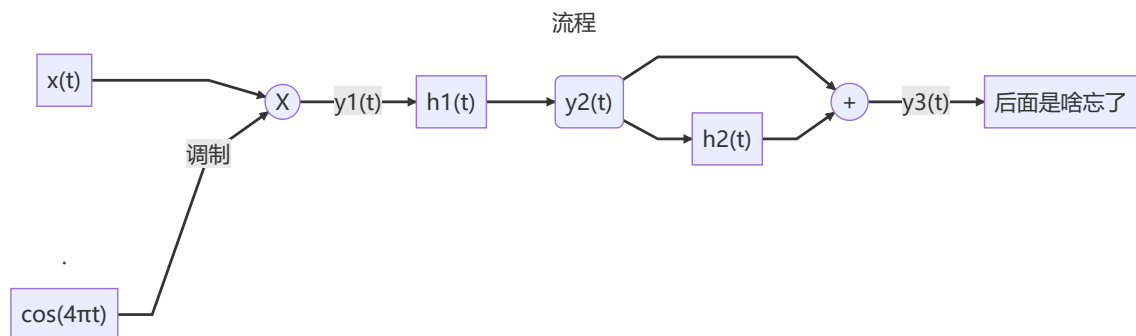 流程
x(t)
X
y1(t)
h1(t)
y2(t)
h2(t)
+
y3(t)
后面是啥忘了
调制
.
cos(4πt)